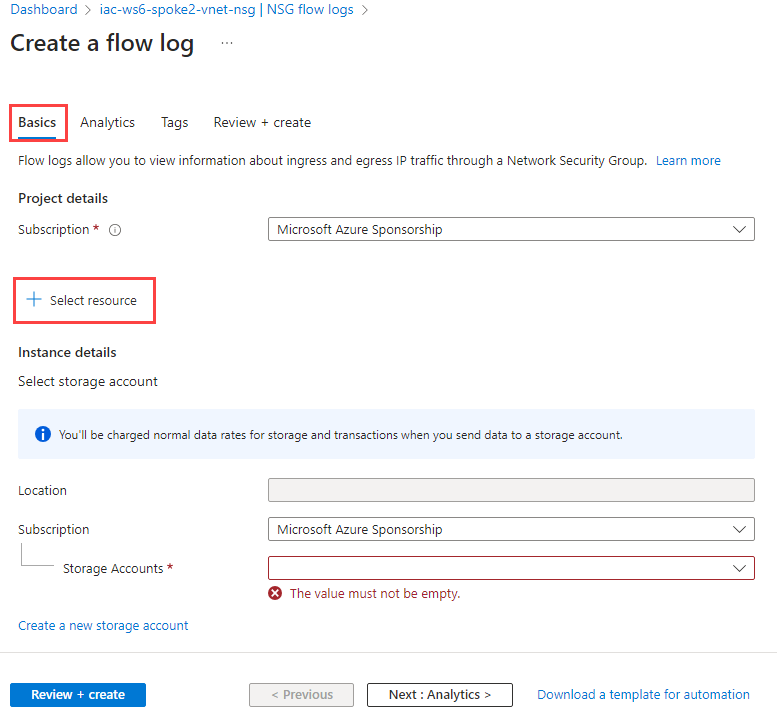 Dashboard > iac-ws6-spoke2-vnet-nsg | NSG flow logs >
Create a flow log ...
Basics Analytics Tags Review + create
Flow logs allow you to view information about ingress and egress IP traffic through a Network Security Group. Learn more
Project details
Subscription * Microsoft Azure Sponsorship
+ Select resource
Instance details
Select storage account
You'll be charged normal data rates for storage and transactions when you send data to a storage account.
Location
Subscription Microsoft Azure Sponsorship
Storage Accounts *
The value must not be empty.
Create a new storage account
Review + create < Previous Next : Analytics > Download a template for automation